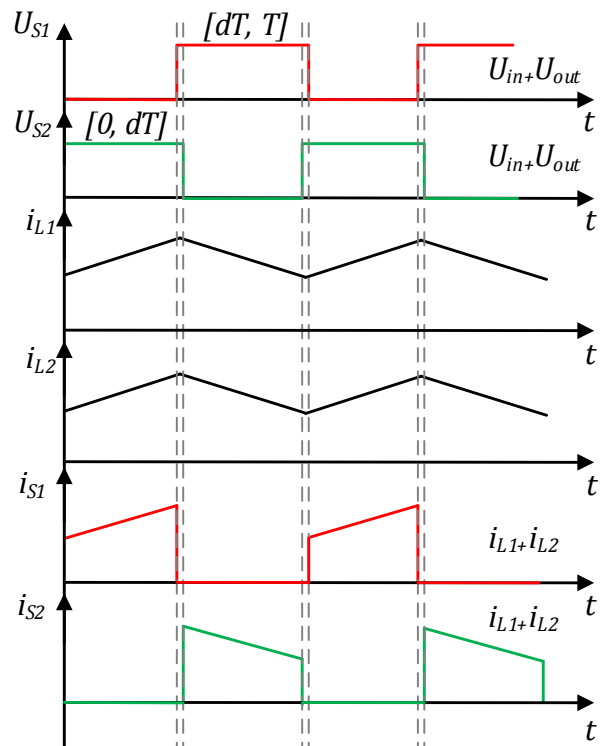 U_S1 [dT, T]
U_in+U_out
t
U_S2 [0, dT]
U_in+U_out
t
i_L1
t
i_L2
t
i_S1
i_L1+i_L2
t
i_S2
i_L1+i_L2
t